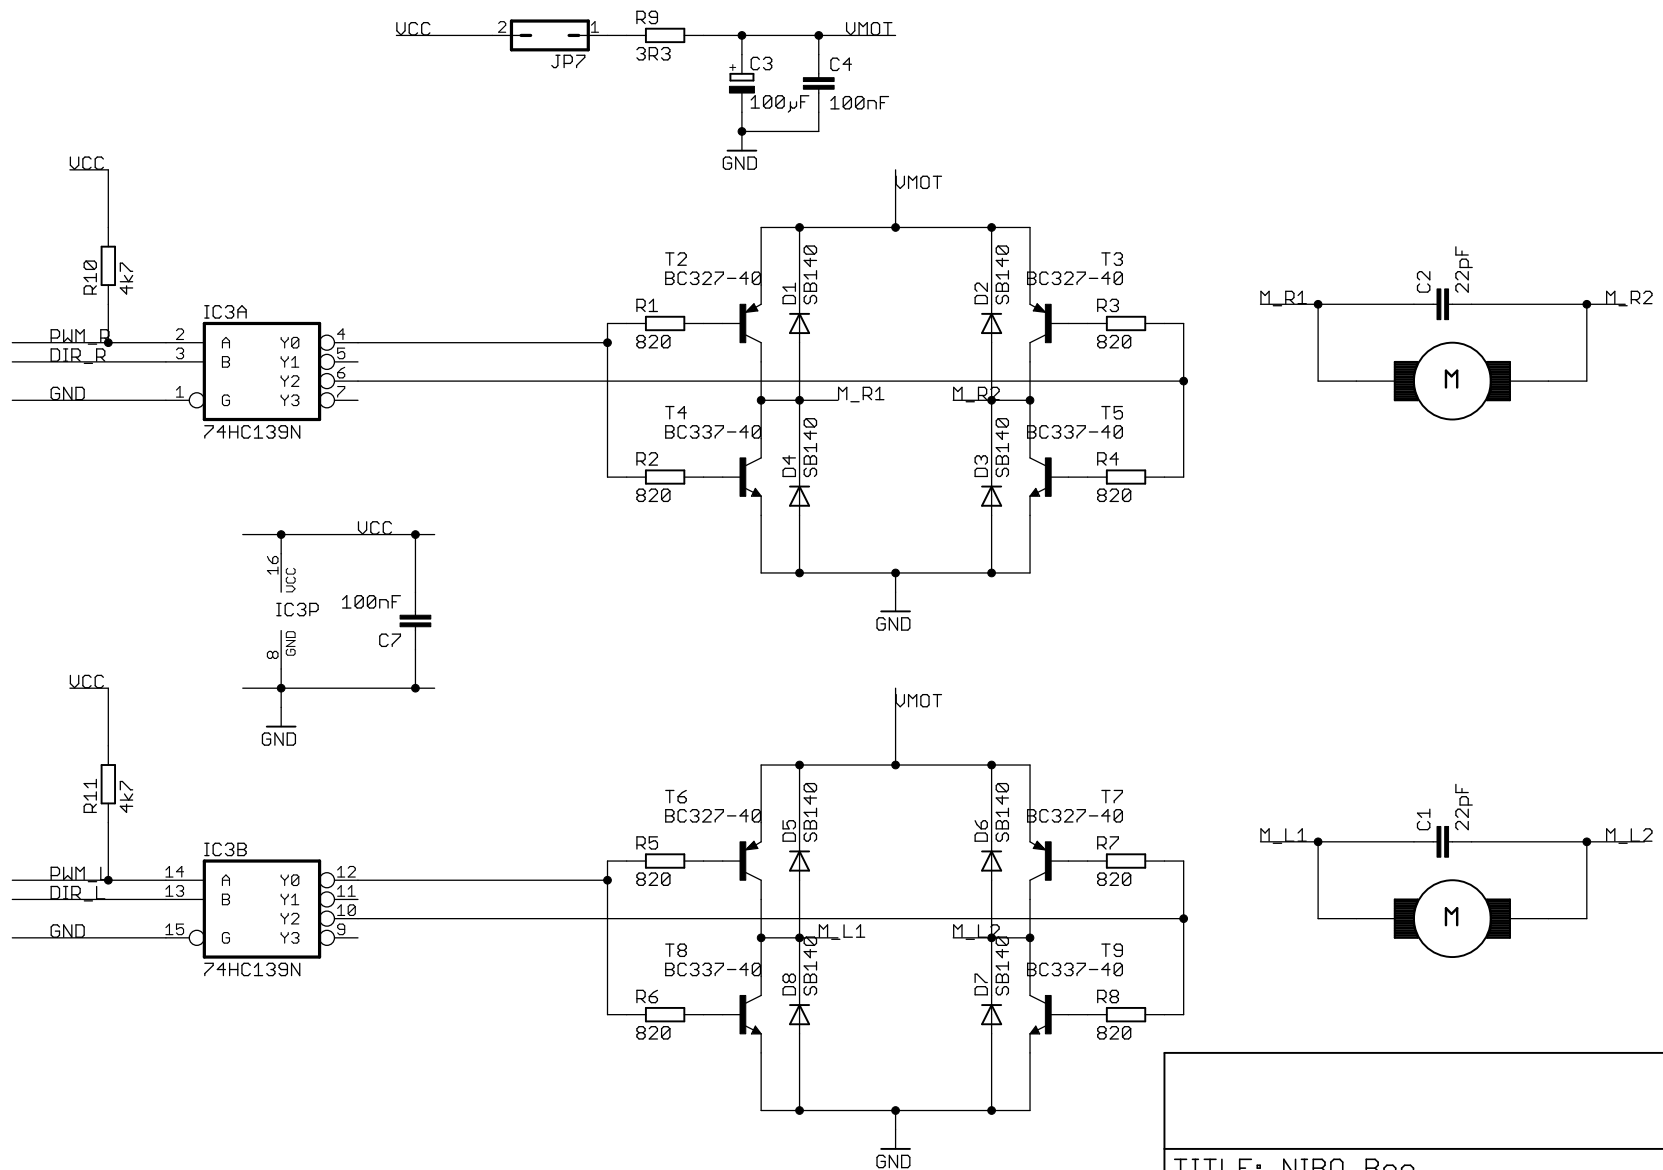 VCC 2 1 R9 VMOT
JP7 3R3
+ C3 C4
100µF 100nF
GND
VCC
R10 4k7
IC3A
PWM_R 2 A Y0 4
DIR_R 3 B Y1 5
Y2 6
GND 1 G Y3 7
74HC139N
VMOT
T2
BC327-40
D1 SB140
D2 SB140
T3
BC327-40
R1
820
R3
820
M_R1 M_R2
T4
BC337-40
D4 SB140
D3 SB140
T5
BC337-40
R2
820
R4
820
GND
C2 22pF
M_R1 M_R2
M
VCC
16 VCC
IC3P 100nF
C7
8 GND
GND
VCC
R11 4k7
IC3B
PWM_L 14 A Y0 12
DIR_L 13 B Y1 11
Y2 10
GND 15 G Y3 9
74HC139N
VMOT
T6
BC327-40
D5 SB140
D6 SB140
T7
BC327-40
R5
820
R7
820
M_L1 M_L2
T8
BC337-40
D8 SB140
D7 SB140
T9
BC337-40
R6
820
R8
820
GND
C1 22pF
M_L1 M_L2
M
TITLE: NIBO Bee